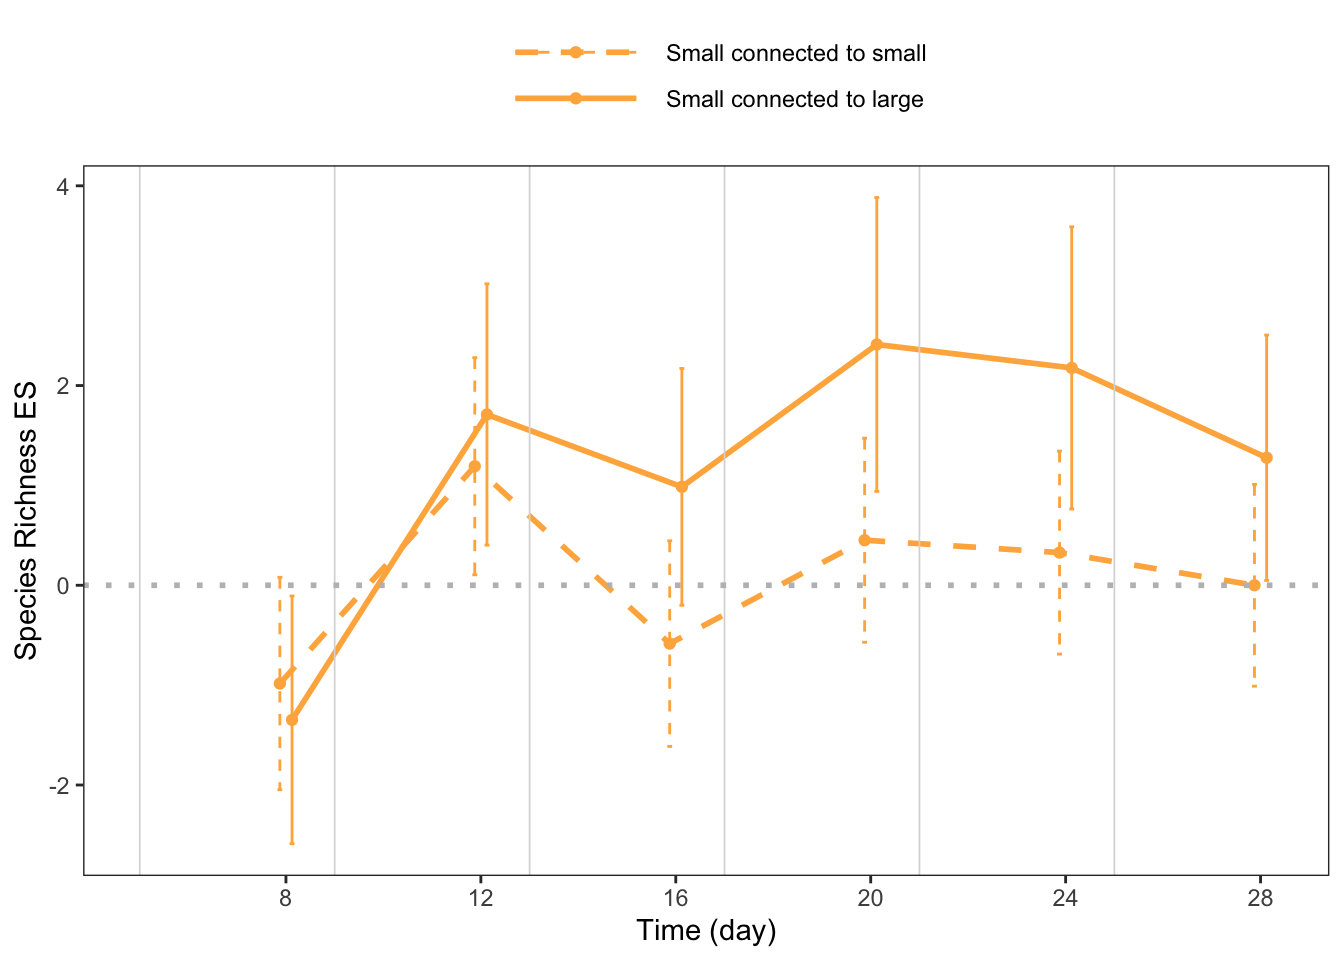 Small connected to small
Small connected to large
4
2
0
-2
Species Richness ES
8 12 16 20 24 28
Time (day)